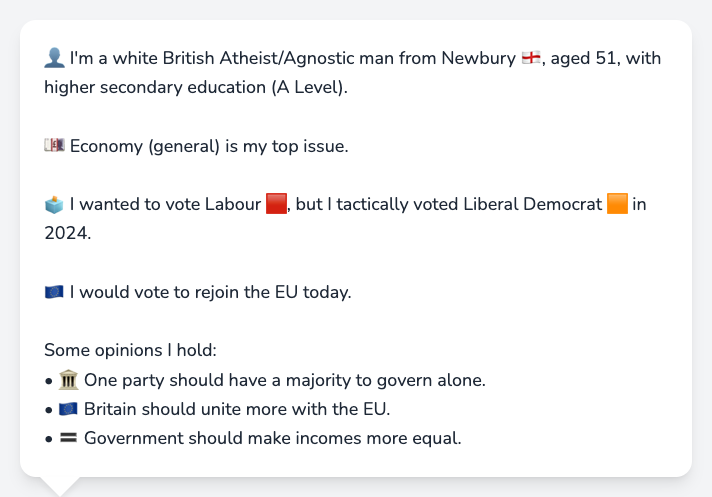 👤 I'm a white British Atheist/Agnostic man from Newbury 🏴󠁧󠁢󠁥󠁮󠁧󠁿, aged 51, with
higher secondary education (A Level).
💷 Economy (general) is my top issue.
🗳️ I wanted to vote Labour 🟥, but I tactically voted Liberal Democrat 🟧 in
2024.
🇪🇺 I would vote to rejoin the EU today.
Some opinions I hold:
• 🏛️ One party should have a majority to govern alone.
• 🇪🇺 Britain should unite more with the EU.
• 🟰 Government should make incomes more equal.